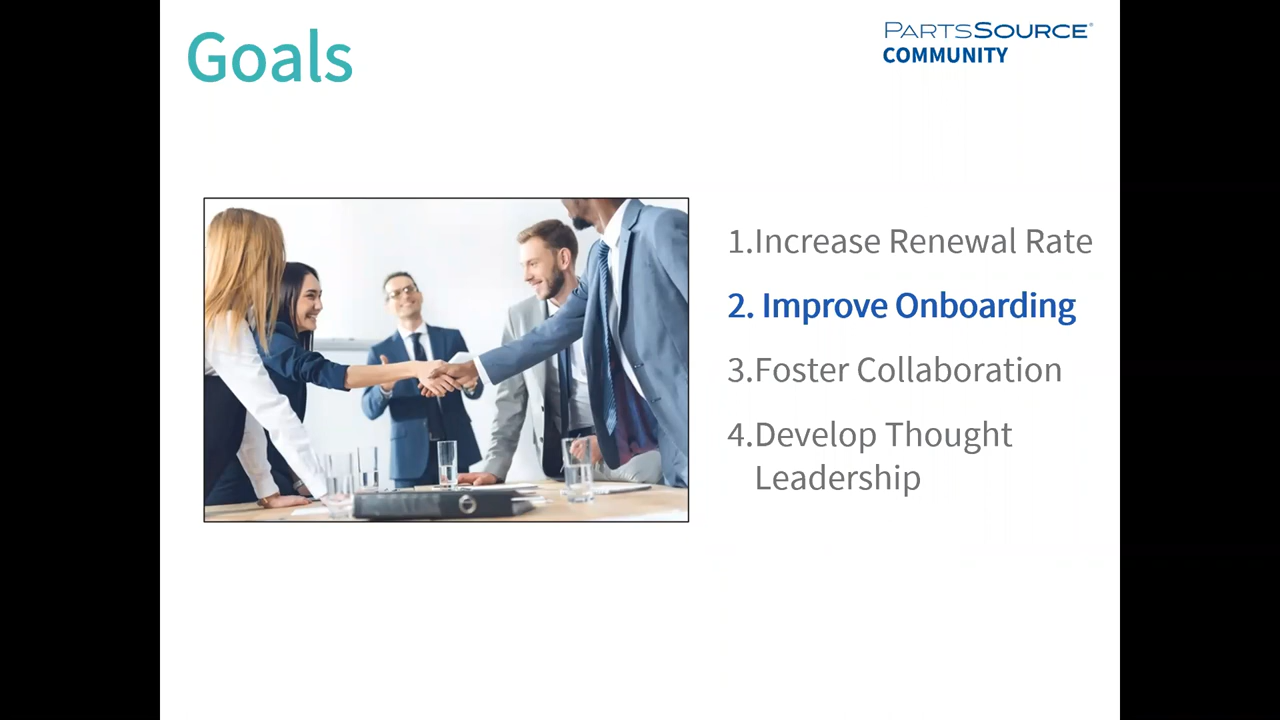 Goals
PARTSSOURCE®
COMMUNITY
1.Increase Renewal Rate
2. Improve Onboarding
3.Foster Collaboration
4.Develop Thought
Leadership